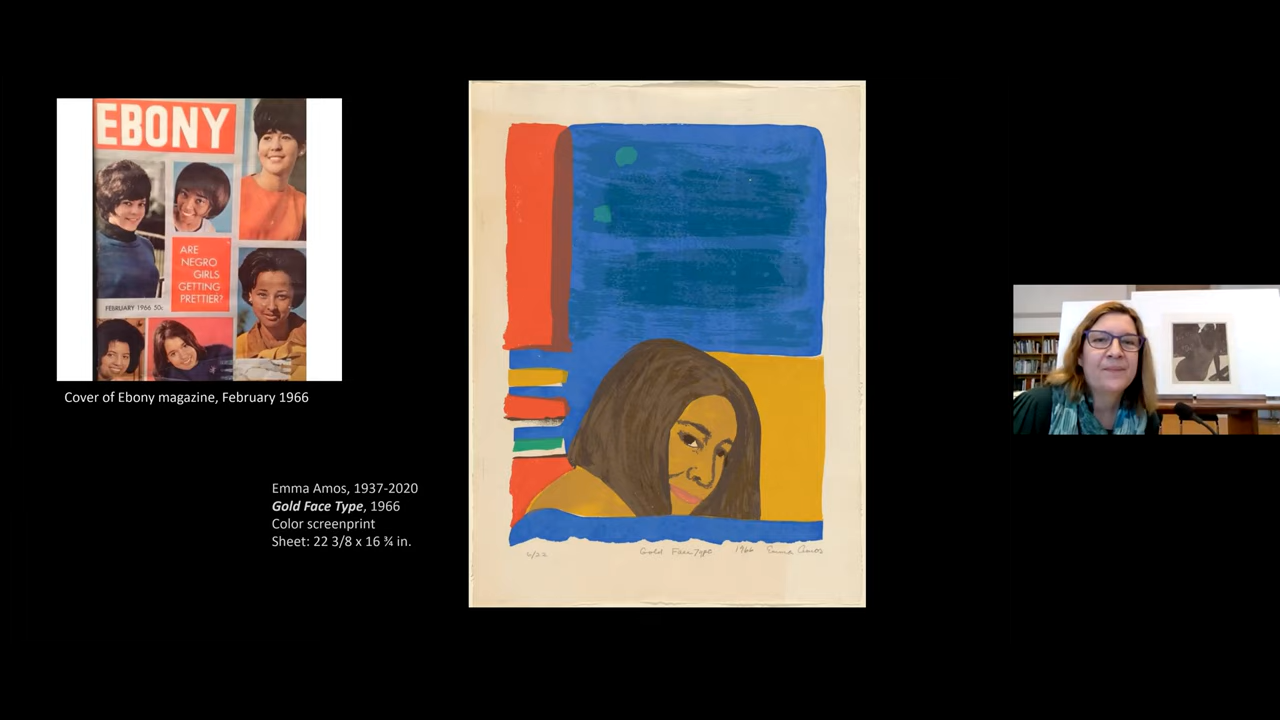 EBONY
ARE
NEGRO
GIRLS
GETTING
PRETTIER?
FEBRUARY 1966 50c
Cover of Ebony magazine, February 1966
Emma Amos, 1937-2020
Gold Face Type, 1966
Color screenprint
Sheet: 22 3/8 x 16 ¾ in.
Gold Face Type 1966 Emma Amos